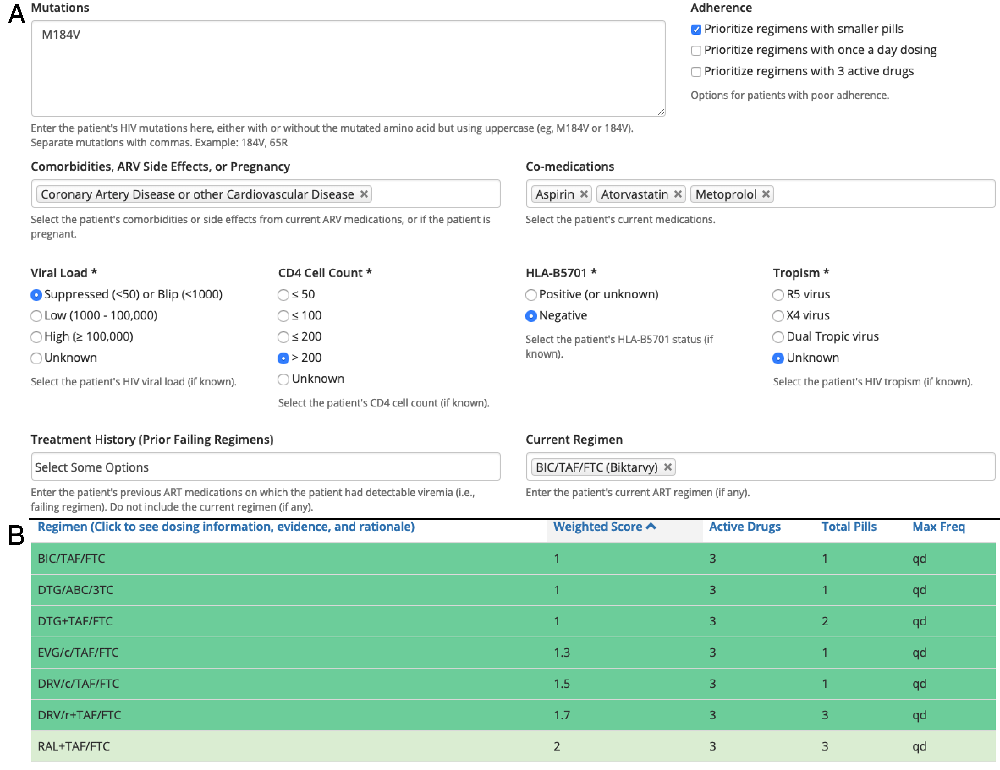 A
Mutations
M184V
Enter the patient's HIV mutations here, either with or without the mutated amino acid but using uppercase (eg, M184V or 184V).
Separate mutations with commas. Example: 184V, 65R
Adherence
Prioritize regimens with smaller pills
Prioritize regimens with once a day dosing
Prioritize regimens with 3 active drugs
Options for patients with poor adherence.
Comorbidities, ARV Side Effects, or Pregnancy
Coronary Artery Disease or other Cardiovascular Disease ×
Select the patient's comorbidities or side effects from current ARV medications, or if the patient is
pregnant.
Co-medications
Aspirin × Atorvastatin × Metoprolol ×
Select the patient's current medications.
Viral Load *
Suppressed (<50) or Blip (<1000)
Low (1000 - 100,000)
High (≥ 100,000)
Unknown
Select the patient's HIV viral load (if known).
CD4 Cell Count *
≤ 50
≤ 100
≤ 200
> 200
Unknown
Select the patient's CD4 cell count (if known).
HLA-B5701 *
Positive (or unknown)
Negative
Select the patient's HLA-B5701 status (if
known).
Tropism *
R5 virus
X4 virus
Dual Tropic virus
Unknown
Select the patient's HIV tropism (if known).
Treatment History (Prior Failing Regimens)
Select Some Options
Enter the patient's previous ART medications on which the patient had detectable viremia (i.e.,
failing regimen). Do not include the current regimen (if any).
Current Regimen
BIC/TAF/FTC (Biktarvy) ×
Enter the patient's current ART regimen (if any).
B
Regimen (Click to see dosing information, evidence, and rationale) Weighted Score Active Drugs Total Pills Max Freq
BIC/TAF/FTC 1 3 1 qd
DTG/ABC/3TC 1 3 1 qd
DTG+TAF/FTC 1 3 2 qd
EVG/c/TAF/FTC 1.3 3 1 qd
DRV/c/TAF/FTC 1.5 3 1 qd
DRV/r+TAF/FTC 1.7 3 3 qd
RAL+TAF/FTC 2 3 3 qd